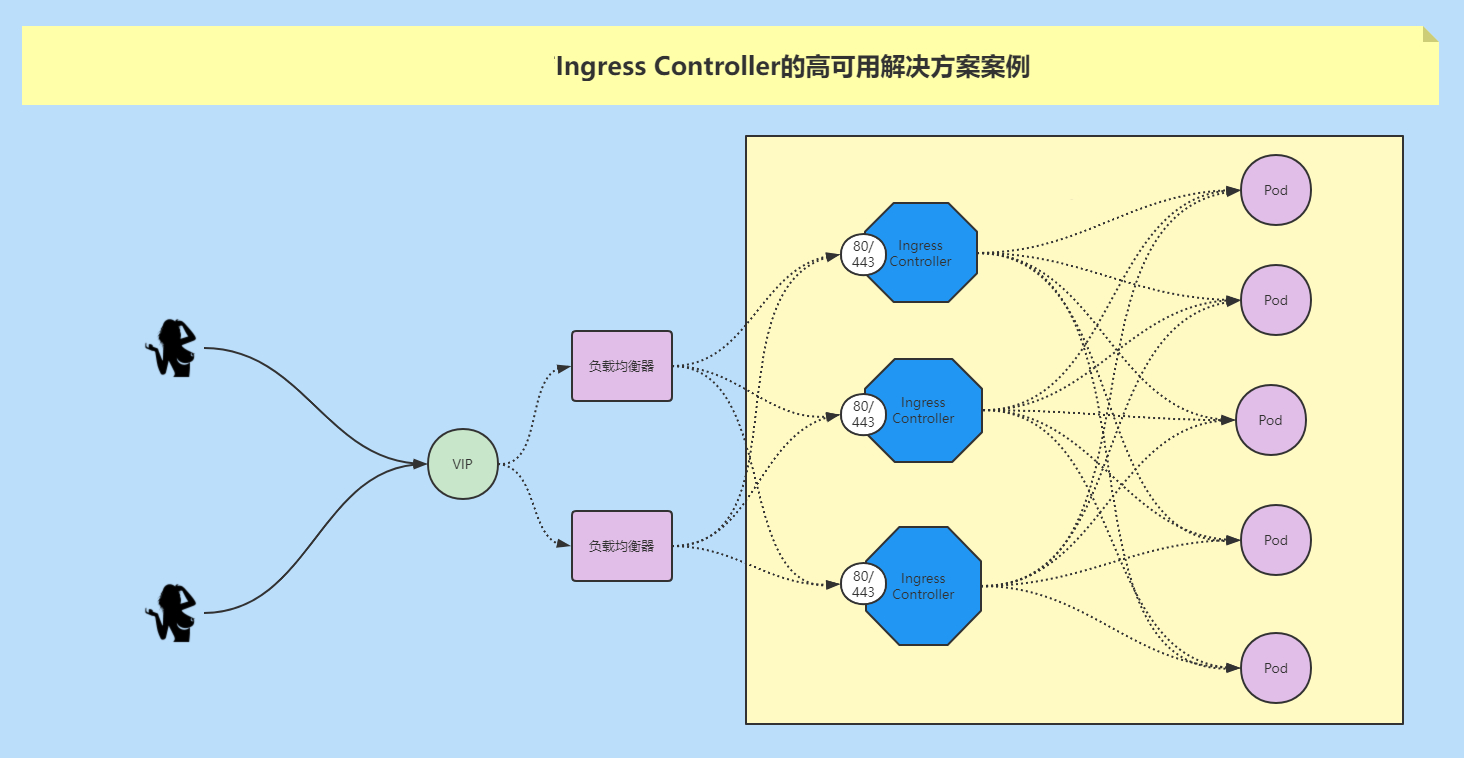 Ingress Controller的高可用解决方案案例
VIP
负载均衡器
负载均衡器
80/
443
Ingress
Controller
80/
443
Ingress
Controller
80/
443
Ingress
Controller
Pod
Pod
Pod
Pod
Pod